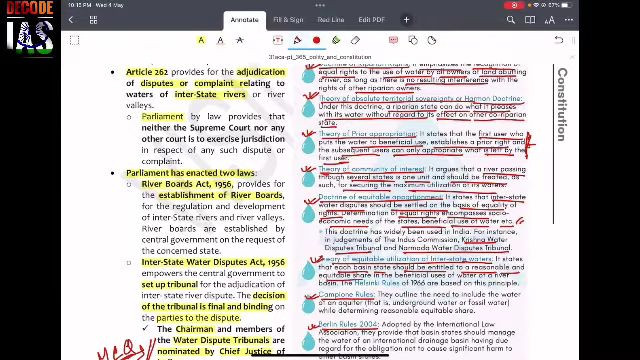 DECODE
IAS
10:15 PM Wed 4 May
Annotate Fill & Sign Read Only
31aca-pt_365_polity_and_constitution
Article 262 provides for the adjudication of
disputes or complaint relating to
waters of inter-State rivers or river
valleys.
Parliament by law provides that
neither the Supreme Court nor any
other court is to exercise jurisdiction
in respect of any such dispute or
complaint.
Parliament has enacted two laws:
River Boards Act, 1956, provides for the
establishment of River Boards,
for the regulation and development
of inter-State rivers and river valleys.
River Boards are established by
central government on the request of the
concerned state.
Inter-State Water Disputes Act, 1956
empowers the central government to
set up tribunal for the adjudication of
inter-state river dispute.
The decision of the tribunal is final and binding
on the parties to the dispute.
The Chairman and members of
the Water Dispute Tribunals are
nominated by Chief Justice of
It emphasizes the recognition of
equal rights to the use of water by all owners of land abutting
a river, as long as there is no resulting interference with the
rights of other riparian owners.
Theory of absolute territorial sovereignty or Harmon Doctrine:
Under this doctrine, a riparian state can do what it pleases
with its water without regard to its effect on other co-riparian
state.
Theory of Prior appropriation: It states that the first user who
puts the water to beneficial use, establishes a prior right and
the subsequent users can only appropriate what is left by the
first user.
Theory of community of interest: It argues that a river passing
through several states is one unit and should be treated, as
such, for securing the maximum utilization of its waters.
Doctrine of equitable apportionment: It states that inter-state
water disputes should be settled on the basis of equality of
rights. Determination of equal rights encompasses socio-
economic needs of the states, beneficial use of water etc.
This doctrine has widely been used in India. For instance,
in judgements of The Indus Commission, Krishna Water
Disputes Tribunal and Narmada Water Disputes Tribunal.
Theory of equitable utilization of Inter-state waters: It states
that each basin state should be entitled to a reasonable and
equitable share in the beneficial uses of water of a river
basin. The Helsinki Rules of 1966 are based on this principle.
Campione Rules: They outline the need to include the water
of an aquifer (that is, underground water or fossil water)
while determining reasonable equitable share.
Berlin Rules 2004: Adopted by the International Law
Association, they provide that basin states should manage
the water of an international drainage basin having due
regard for the obligation not to cause significant harm to
other basin states.
Constitution